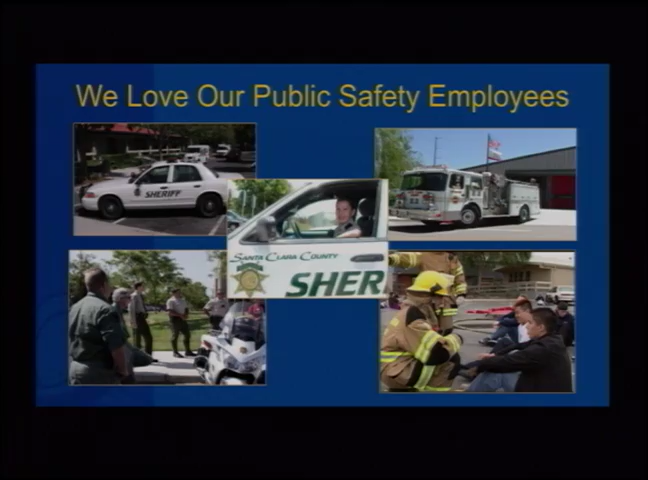 We Love Our Public Safety Employees
SHERIFF
SANTA CLARA COUNTY
SHER